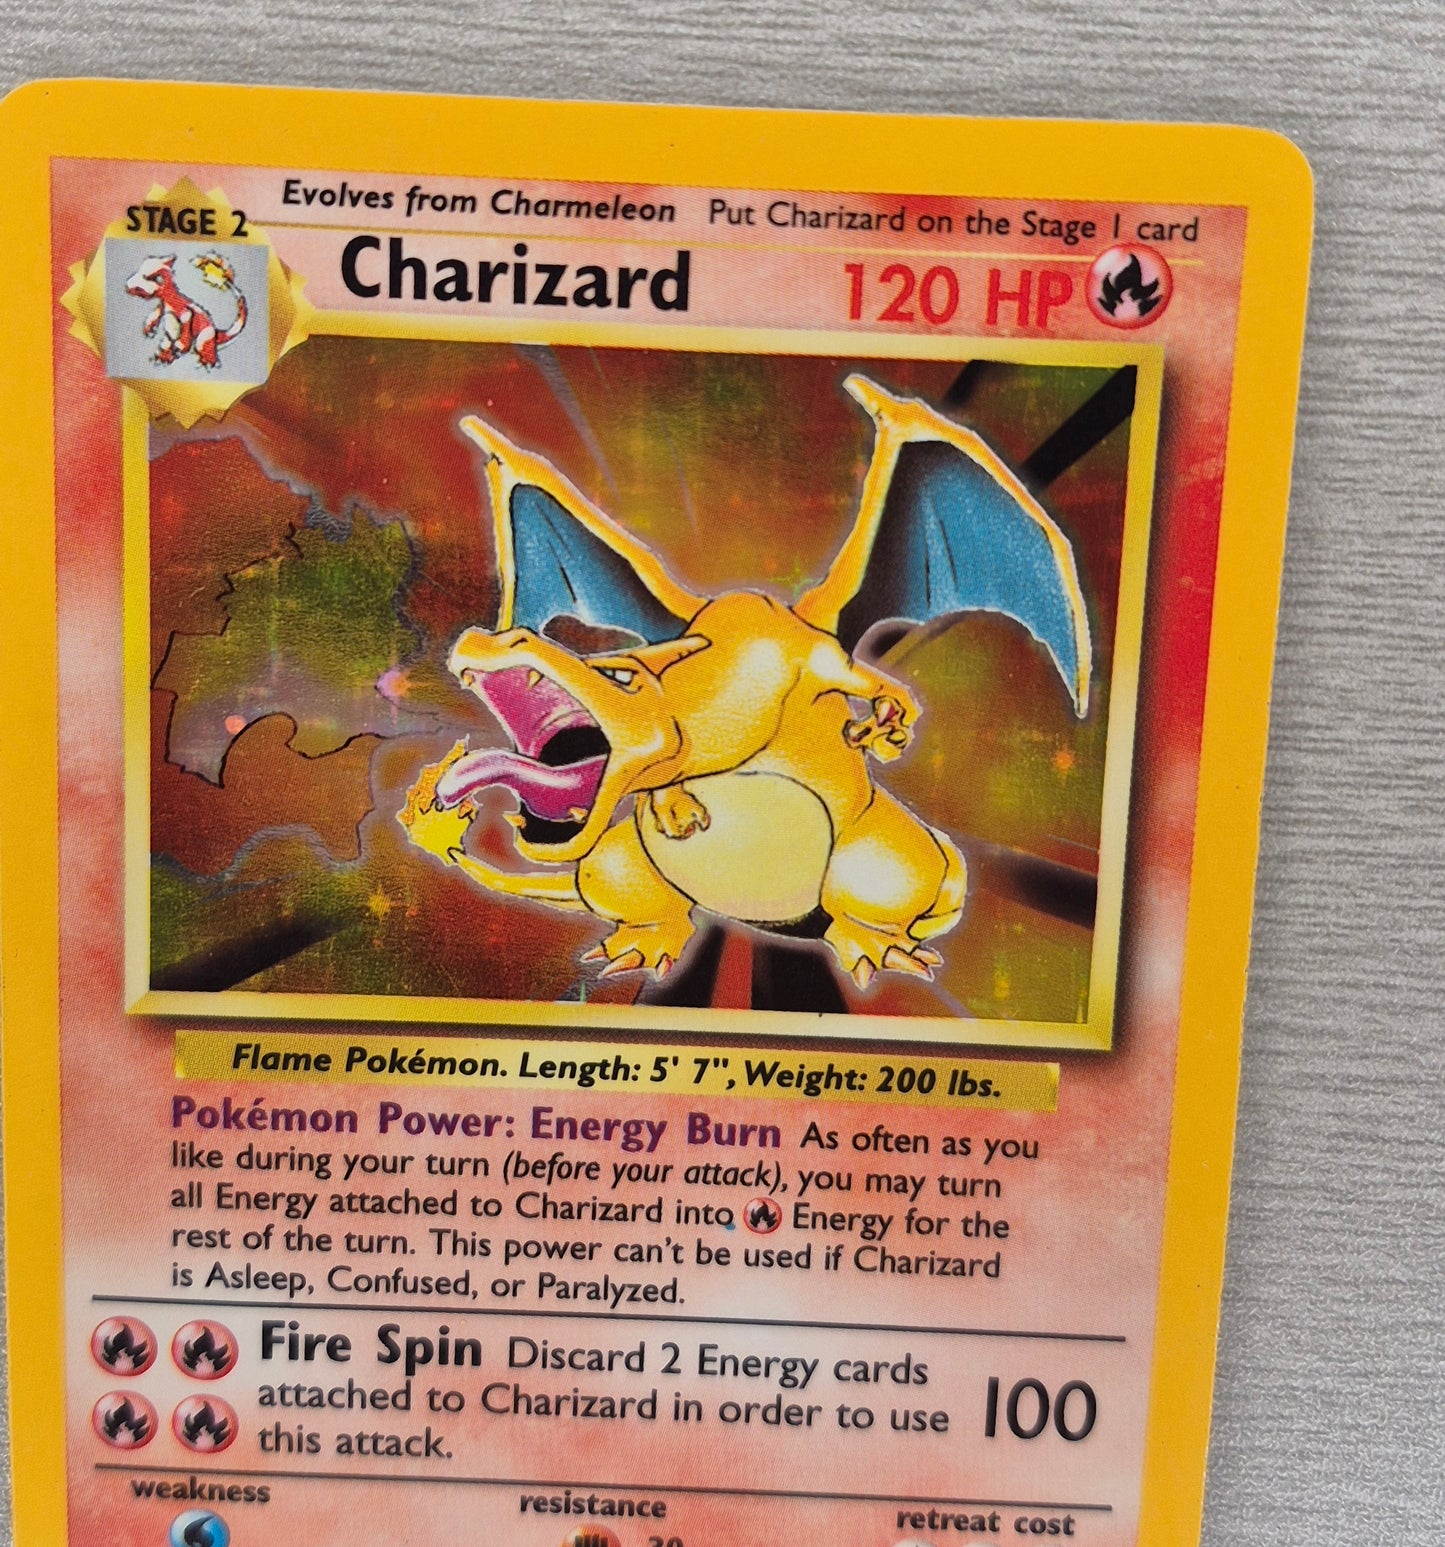 Evolves from Charmeleon Put Charizard on the Stage 1 card
STAGE 2
Charizard 120 HP
Flame Pokémon. Length: 5' 7", Weight: 200 lbs.
Pokémon Power: Energy Burn As often as you
like during your turn (before your attack), you may turn
all Energy attached to Charizard into Energy for the
rest of the turn. This power can't be used if Charizard
is Asleep, Confused, or Paralyzed.
Fire Spin Discard 2 Energy cards
attached to Charizard in order to use
this attack.
100
weakness resistance retreat cost